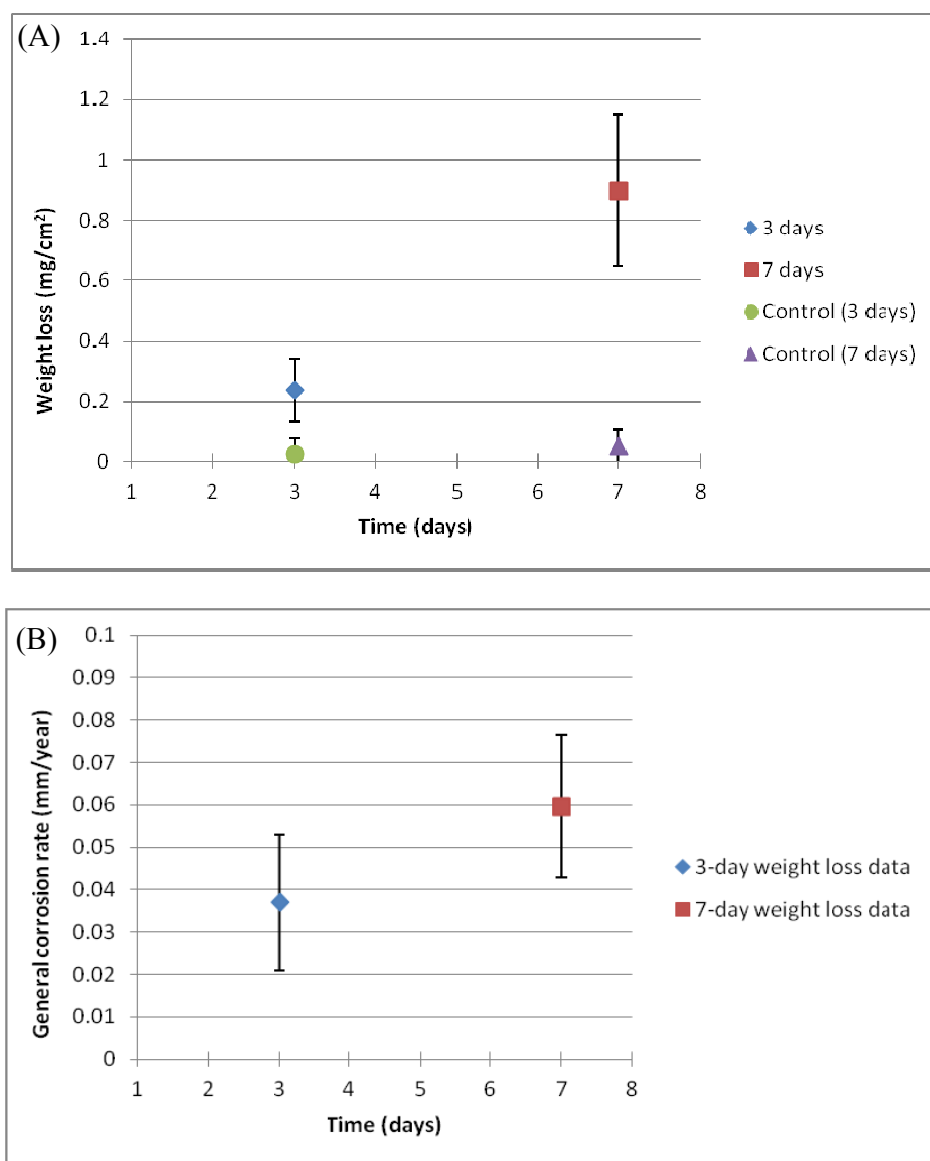 (A)
1.4
1.2
1
0.8
0.6
0.4
0.2
0
Weight loss (mg/cm²)
1 2 3 4 5 6 7 8
Time (days)
3 days
7 days
Control (3 days)
Control (7 days)
(B)
0.1
0.09
0.08
0.07
0.06
0.05
0.04
0.03
0.02
0.01
0
General corrosion rate (mm/year)
1 2 3 4 5 6 7 8
Time (days)
3-day weight loss data
7-day weight loss data